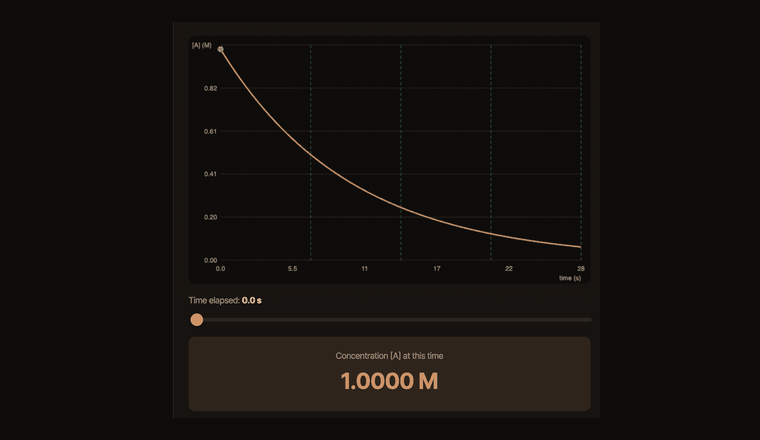 [A] (M)
0.82
0.61
0.41
0.20
0.00
0.0 5.5 11 17 22 28
time (s)
Time elapsed: 0.0 s
Concentration [A] at this time
1.0000 M